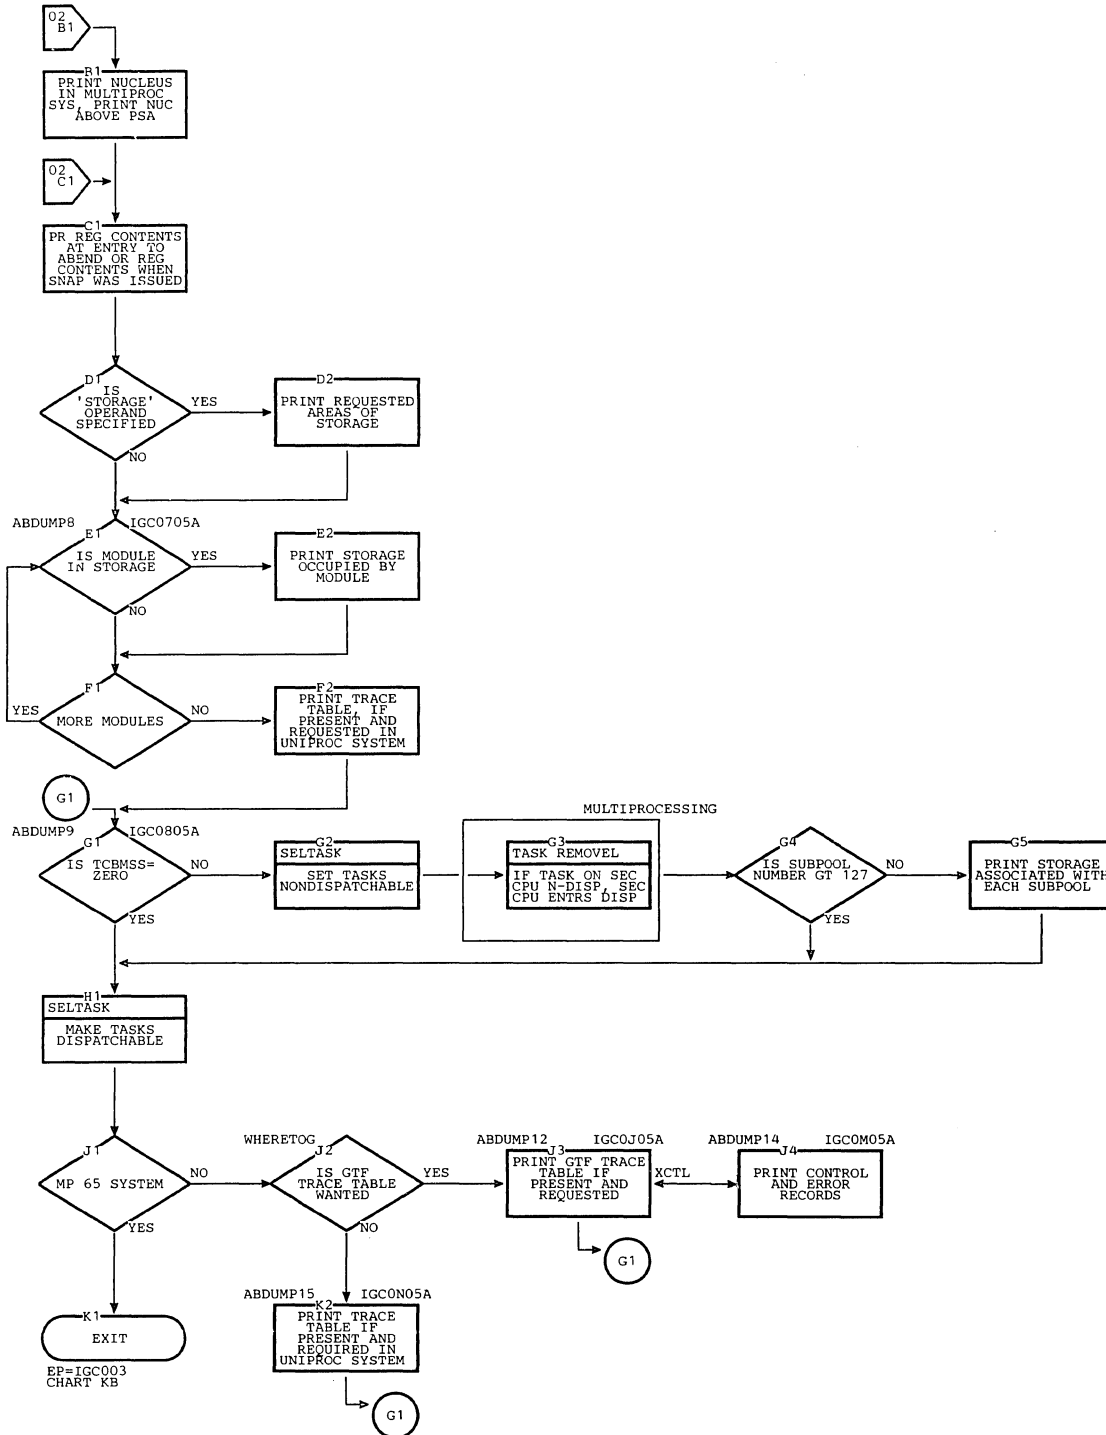 02
B1
B1
PRINT NUCLEUS
IN MULTIPROC
SYS, PRINT NUC
ABOVE PSA
02
C1
C1
PR REG CONTENTS
AT ENTRY TO
ABEND OR REG
CONTENTS WHEN
SNAP WAS ISSUED
D1
IS
'STORAGE'
OPERAND
SPECIFIED
YES
NO
D2
PRINT REQUESTED
AREAS OF
STORAGE
ABDUMP8
IGC0705A
E1
IS MODULE
IN STORAGE
YES
NO
E2
PRINT STORAGE
OCCUPIED BY
MODULE
F1
YES
MORE MODULES
NO
F2
PRINT TRACE
TABLE, IF
PRESENT AND
REQUESTED IN
UNIPROC SYSTEM
G1
ABDUMP9
IGC0805A
G1
IS TCBMSS=
ZERO
NO
YES
G2
SELTASK
SET TASKS
NONDISPATCHABLE
MULTIPROCESSING
G3
TASK REMOVEL
IF TASK ON SEC
CPU N-DISP, SEC
CPU ENTRS DISP
G4
IS SUBPOOL
NUMBER GT 127
NO
YES
G5
PRINT STORAGE
ASSOCIATED WITH
EACH SUBPOOL
H1
SELTASK
MAKE TASKS
DISPATCHABLE
J1
MP 65 SYSTEM
NO
YES
WHERETOG
J2
IS GTF
TRACE TABLE
WANTED
YES
NO
ABDUMP12
IGC0J05A
J3
PRINT GTF TRACE
TABLE IF
PRESENT AND
REQUESTED
XCTL
ABDUMP14
IGC0M05A
J4
PRINT CONTROL
AND ERROR
RECORDS
G1
K1
EXIT
EP=IGC003
CHART KB
ABDUMP15
IGC0N05A
K2
PRINT TRACE
TABLE IF
PRESENT AND
REQUIRED IN
UNIPROC SYSTEM
G1